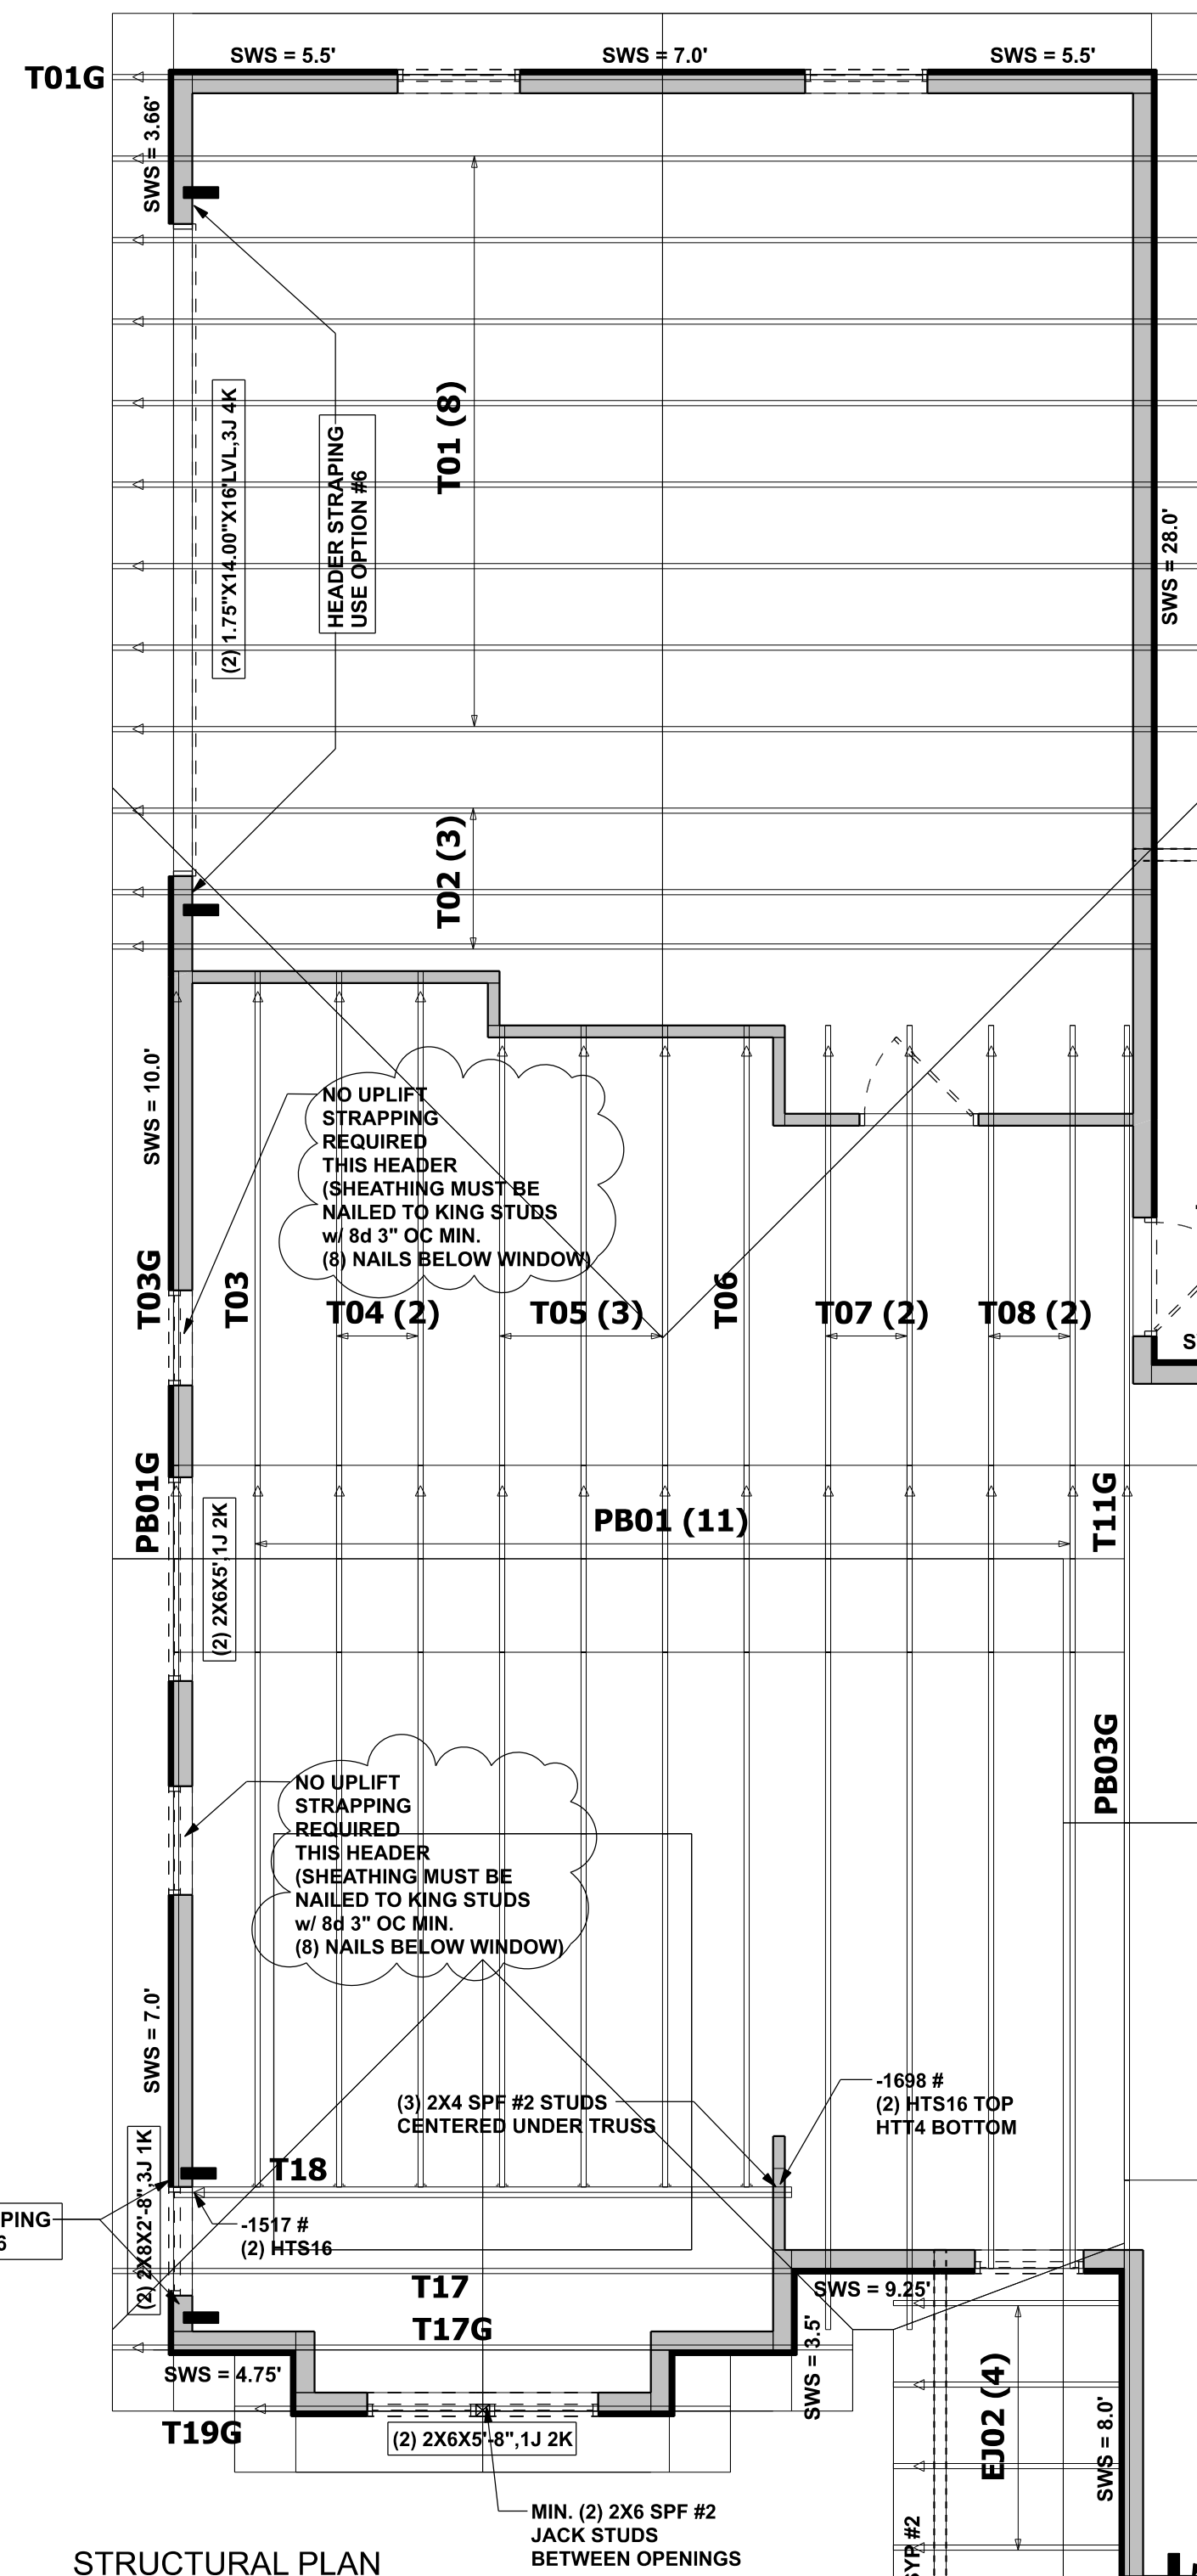 SWS = 5.5'
SWS = 7.0'
SWS = 5.5'
T01G
SWS = 3.66'
T01 (8)
(2) 1.75"X14.00"X16'LVL,3J 4K
HEADER STRAPING
USE OPTION #6
SWS = 28.0'
T02 (3)
SWS = 10.0'
NO UPLIFT
STRAPPING
REQUIRED
THIS HEADER
(SHEATHING MUST BE
NAILED TO KING STUDS
w/ 8d 3" OC MIN.
(8) NAILS BELOW WINDOW)
T03G
T03
T04 (2)
T05 (3)
T06
T07 (2)
T08 (2)
S
PB01G
(2) 2X6X5',1J 2K
PB01 (11)
T11G
PB03G
NO UPLIFT
STRAPPING
REQUIRED
THIS HEADER
(SHEATHING MUST BE
NAILED TO KING STUDS
w/ 8d 3" OC MIN.
(8) NAILS BELOW WINDOW)
SWS = 7.0'
(3) 2X4 SPF #2 STUDS
CENTERED UNDER TRUSS
-1698 #
(2) HTS16 TOP
HTT4 BOTTOM
(2) 2X8X2'-8",3J 1K
T18
PING
6
-1517 #
(2) HTS16
T17
T17G
SWS = 9.25'
SWS = 3.5'
SWS = 4.75'
EJ02 (4)
SWS = 8.0'
T19G
(2) 2X6X5'-8",1J 2K
MIN. (2) 2X6 SPF #2
JACK STUDS
BETWEEN OPENINGS
YP #2
STRUCTURAL PLAN